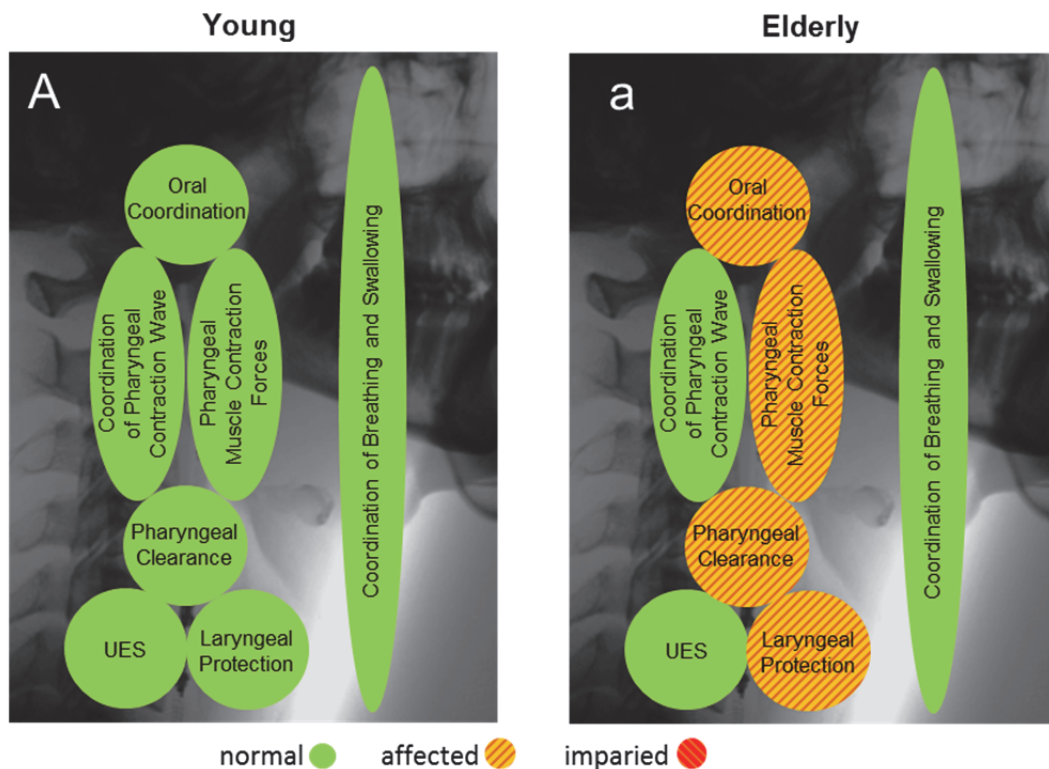 Young
Elderly
A
Oral
Coordination
Coordination
of Pharyngeal
Contraction Wave
Pharyngeal
Muscle Contraction
Forces
Coordination of Breathing and Swallowing
Pharyngeal
Clearance
UES
Laryngeal
Protection
a
Oral
Coordination
Coordination
of Pharyngeal
Contraction Wave
Pharyngeal
Muscle Contraction
Forces
Coordination of Breathing and Swallowing
Pharyngeal
Clearance
UES
Laryngeal
Protection
normal
affected
imparied